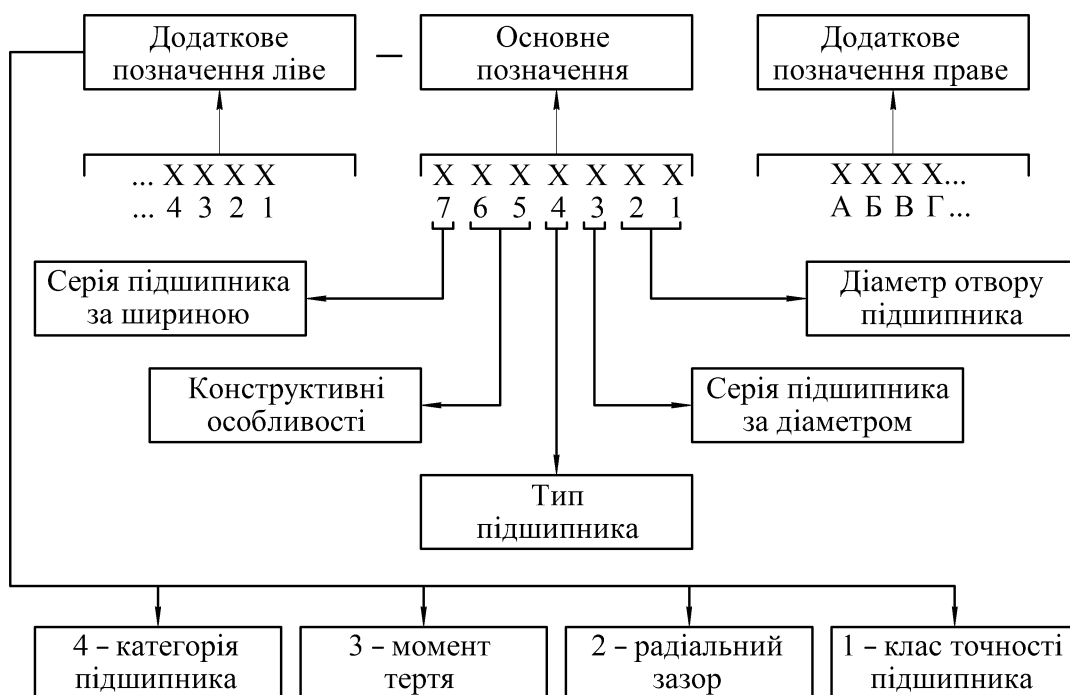 Додаткове
позначення ліве
–
Основне
позначення
Додаткове
позначення праве
... X X X X
... 4 3 2 1
X X X X X X X
7 6 5 4 3 2 1
X X X X...
А Б В Г...
Серія підшипника
за шириною
Діаметр отвору
підшипника
Конструктивні
особливості
Серія підшипника
за діаметром
Тип
підшипника
4 – категорія
підшипника
3 – момент
тертя
2 – радіальний
зазор
1 – клас точності
підшипника